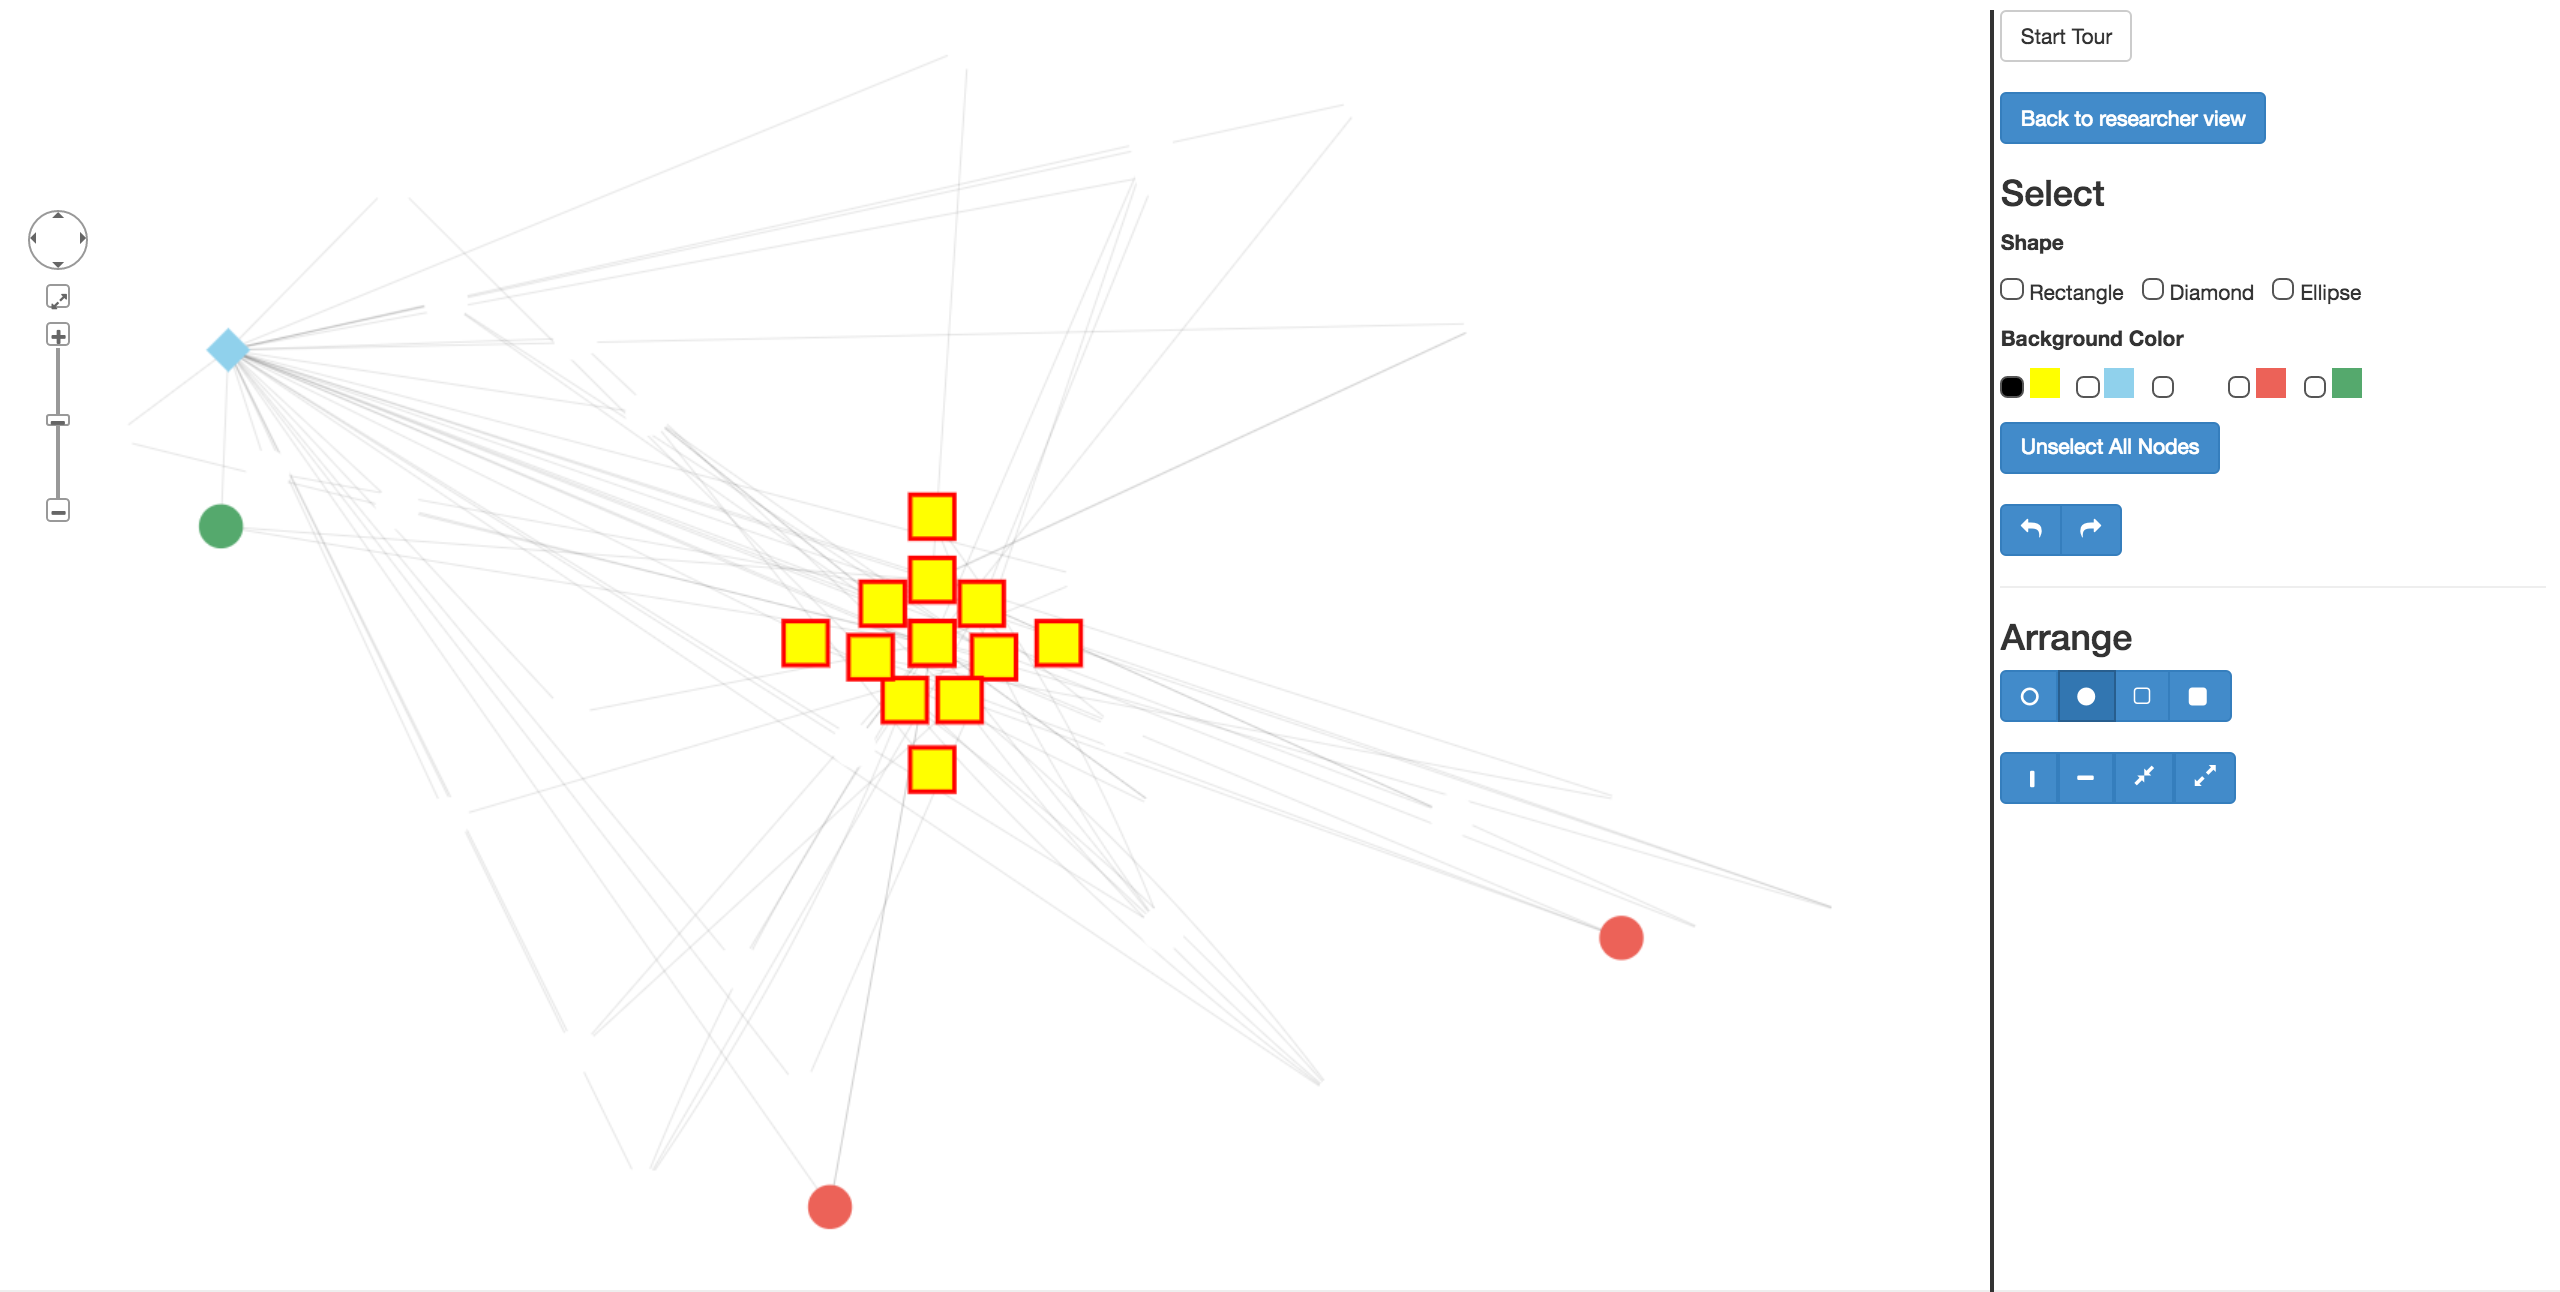 Start Tour
Back to researcher view
Select
Shape
Rectangle Diamond Ellipse
Background Color
Unselect All Nodes
Arrange